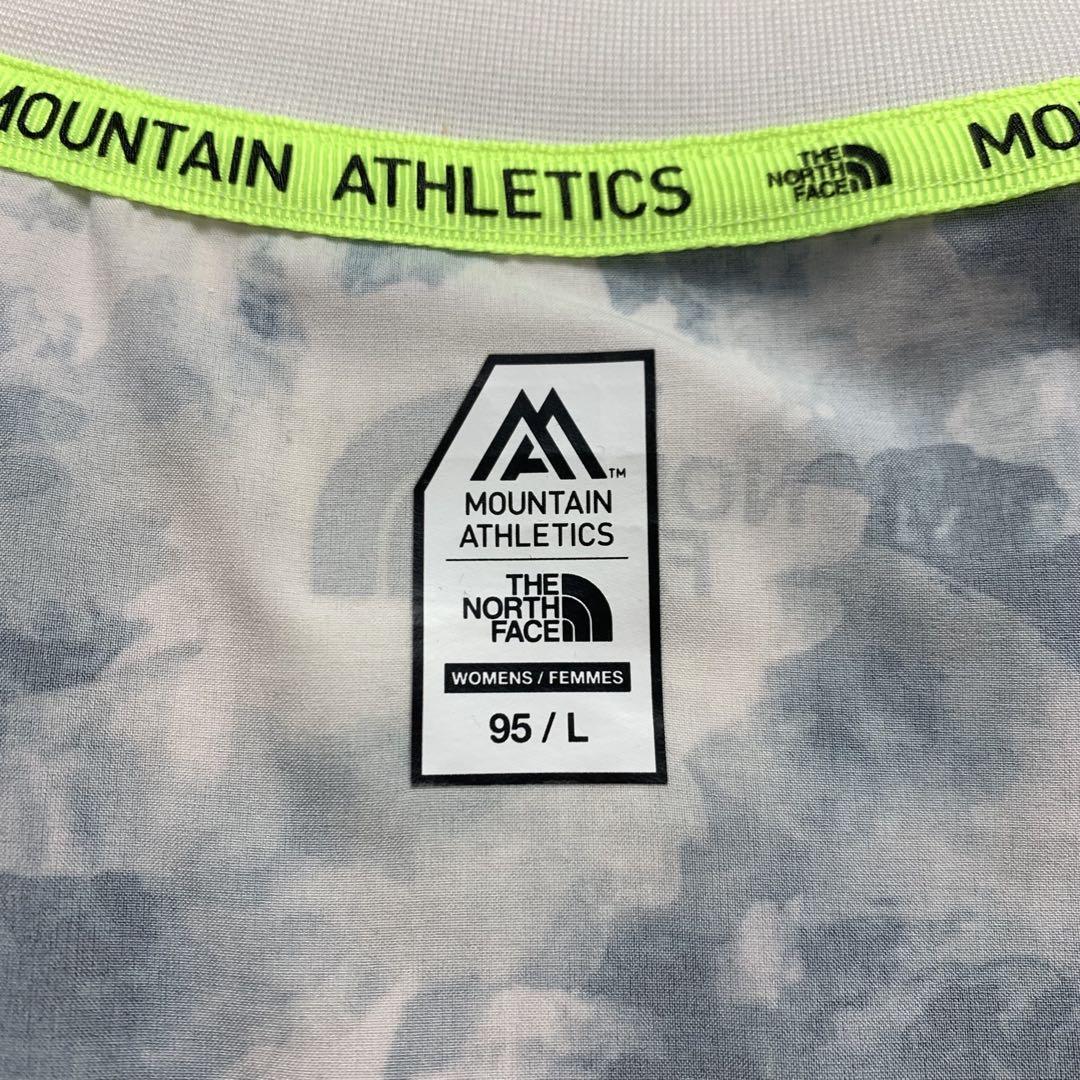 MOUNTAIN ATHLETICS THE NORTH FACE MO
MOUNTAIN
ATHLETICS
THE
NORTH
FACE
WOMENS / FEMMES
95 / L